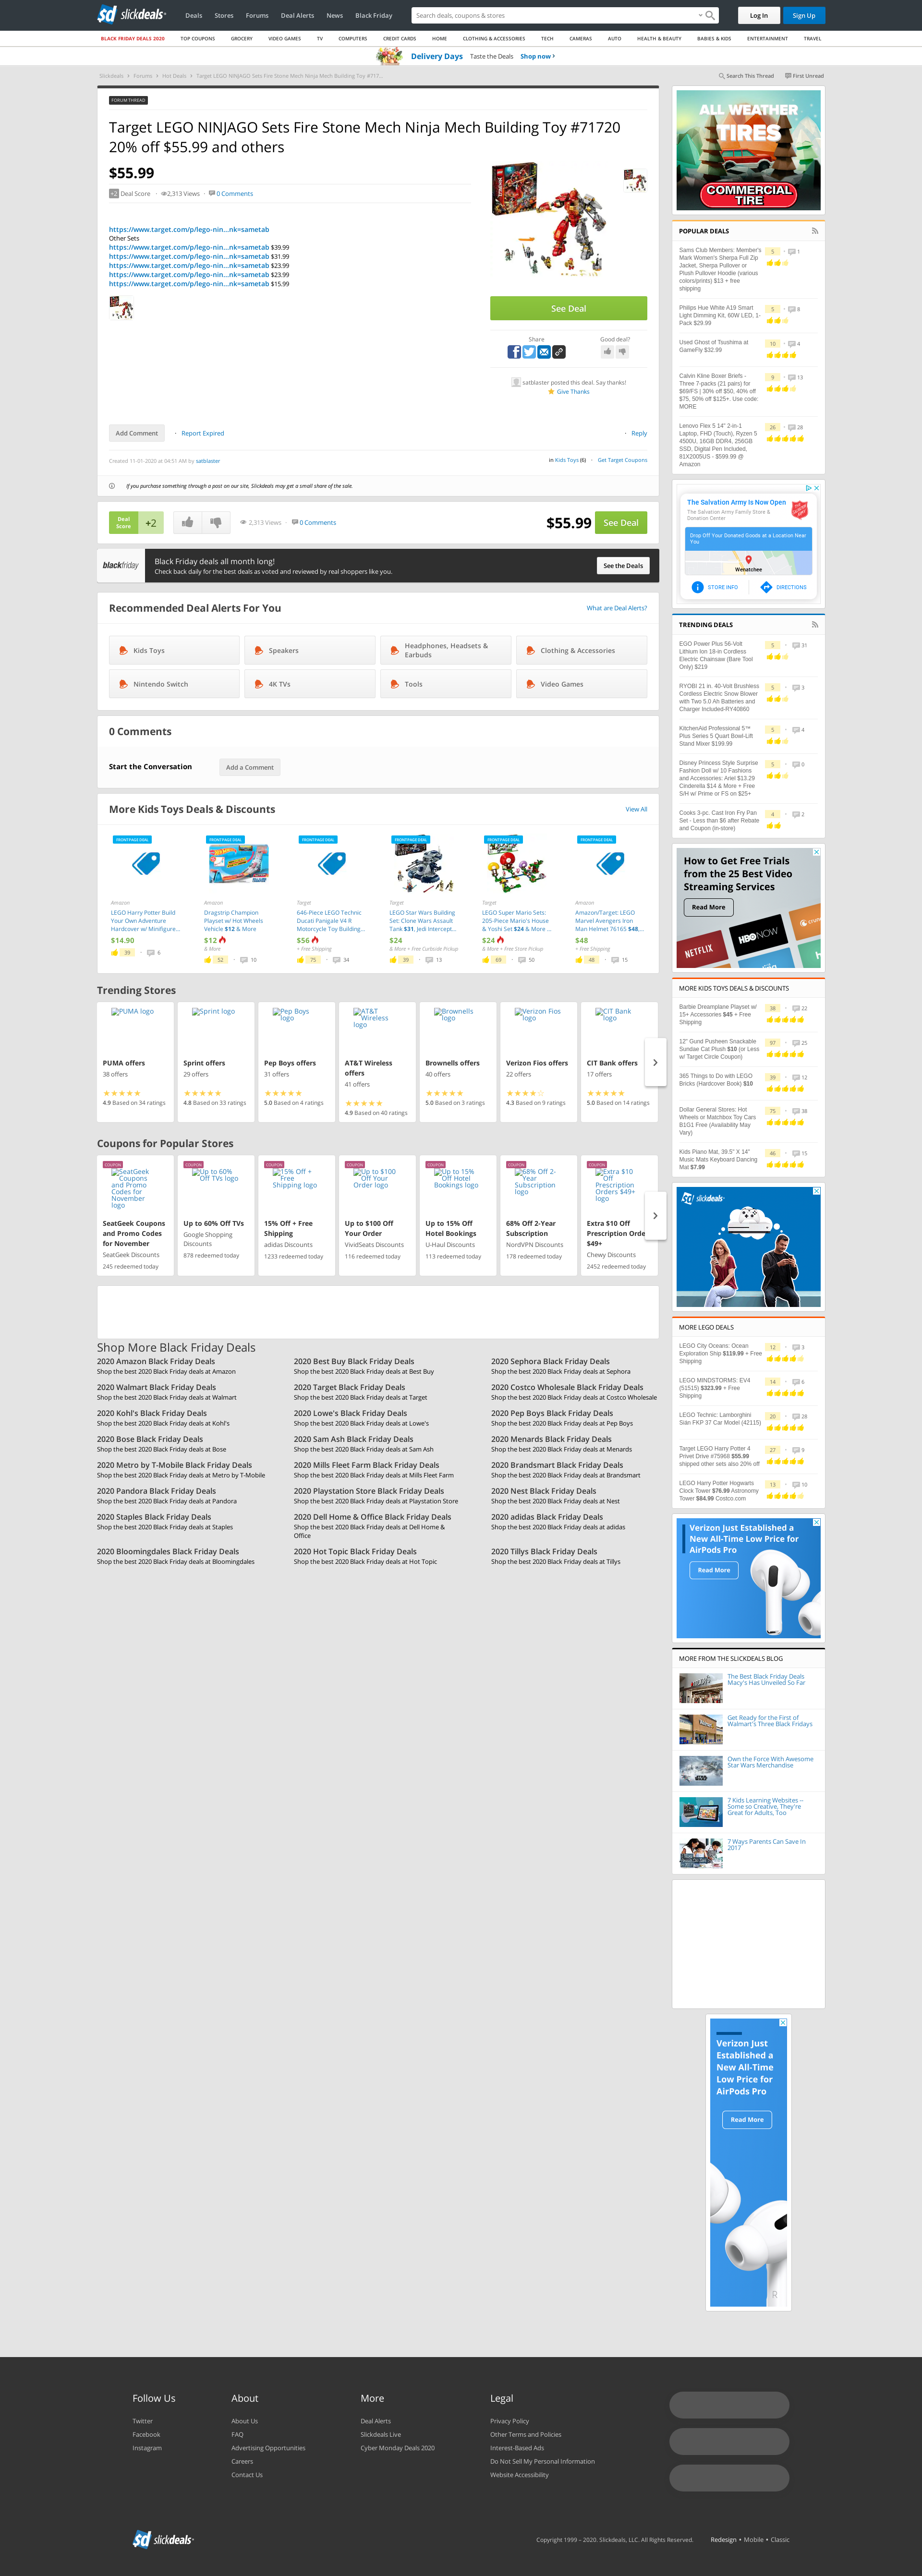 slickdeals
Deals Stores Forums Deal Alerts News Black Friday
Search deals, coupons & stores
Log In Sign Up
BLACK FRIDAY DEALS 2020 TOP COUPONS GROCERY VIDEO GAMES TV COMPUTERS CREDIT CARDS HOME CLOTHING & ACCESSORIES TECH CAMERAS AUTO HEALTH & BEAUTY BABIES & KIDS ENTERTAINMENT TRAVEL
Delivery Days Taste the Deals Shop now ›
Slickdeals › Forums › Hot Deals › Target LEGO NINJAGO Sets Fire Stone Mech Ninja Mech Building Toy #717...
Search This Thread First Unread
FORUM THREAD
Target LEGO NINJAGO Sets Fire Stone Mech Ninja Mech Building Toy #71720
20% off $55.99 and others
$55.99
+2 Deal Score 2,313 Views 0 Comments
https://www.target.com/p/lego-nin...nk=sametab
Other Sets
https://www.target.com/p/lego-nin...nk=sametab $39.99
https://www.target.com/p/lego-nin...nk=sametab $31.99
https://www.target.com/p/lego-nin...nk=sametab $23.99
https://www.target.com/p/lego-nin...nk=sametab $23.99
https://www.target.com/p/lego-nin...nk=sametab $15.99
See Deal
Share Good deal?
satblaster posted this deal. Say thanks!
Give Thanks
Add Comment Report Expired Reply
Created 11-01-2020 at 04:51 AM by satblaster
in Kids Toys (6) Get Target Coupons
If you purchase something through a post on our site, Slickdeals may get a small share of the sale.
Deal Score +2 2,313 Views 0 Comments $55.99 See Deal
blackfriday
Black Friday deals all month long!
Check back daily for the best deals as voted and reviewed by real shoppers like you.
See the Deals
Recommended Deal Alerts For You What are Deal Alerts?
Kids Toys Speakers Headphones, Headsets & Earbuds Clothing & Accessories
Nintendo Switch 4K TVs Tools Video Games
0 Comments
Start the Conversation Add a Comment
More Kids Toys Deals & Discounts View All
FRONTPAGE DEAL
Amazon
LEGO Harry Potter Build
Your Own Adventure
Hardcover w/ Minifigure...
$14.90
39 6
FRONTPAGE DEAL
Amazon
Dragstrip Champion
Playset w/ Hot Wheels
Vehicle $12 & More
$12
& More
52 10
FRONTPAGE DEAL
Target
646-Piece LEGO Technic
Ducati Panigale V4 R
Motorcycle Toy Building...
$56
+ Free Shipping
75 34
FRONTPAGE DEAL
Target
LEGO Star Wars Building
Set: Clone Wars Assault
Tank $31, Jedi Intercept...
$24
& More + Free Curbside Pickup
39 13
FRONTPAGE DEAL
Target
LEGO Super Mario Sets:
205-Piece Mario's House
& Yoshi Set $24 & More ...
$24
& More + Free Store Pickup
69 50
FRONTPAGE DEAL
Amazon
Amazon/Target: LEGO
Marvel Avengers Iron
Man Helmet 76165 $48,...
$48
+ Free Shipping
48 15
Trending Stores
PUMA logo
PUMA offers
38 offers
4.9 Based on 34 ratings
Sprint logo
Sprint offers
29 offers
4.8 Based on 33 ratings
Pep Boys logo
Pep Boys offers
31 offers
5.0 Based on 4 ratings
AT&T Wireless logo
AT&T Wireless offers
41 offers
4.9 Based on 40 ratings
Brownells logo
Brownells offers
40 offers
5.0 Based on 3 ratings
Verizon Fios logo
Verizon Fios offers
22 offers
4.3 Based on 9 ratings
CIT Bank logo
CIT Bank offers
17 offers
5.0 Based on 14 ratings
Coupons for Popular Stores
COUPON
SeatGeek Coupons and Promo Codes for November logo
SeatGeek Coupons and Promo Codes for November
SeatGeek Discounts
245 redeemed today
COUPON
Up to 60% Off TVs logo
Up to 60% Off TVs
Google Shopping Discounts
878 redeemed today
COUPON
15% Off + Free Shipping logo
15% Off + Free Shipping
adidas Discounts
1233 redeemed today
COUPON
Up to $100 Off Your Order logo
Up to $100 Off Your Order
VividSeats Discounts
116 redeemed today
COUPON
Up to 15% Off Hotel Bookings logo
Up to 15% Off Hotel Bookings
U-Haul Discounts
113 redeemed today
COUPON
68% Off 2-Year Subscription logo
68% Off 2-Year Subscription
NordVPN Discounts
178 redeemed today
COUPON
Extra $10 Off Prescription Orders $49+ logo
Extra $10 Off Prescription Orde $49+
Chewy Discounts
2452 redeemed today
Shop More Black Friday Deals
2020 Amazon Black Friday Deals
Shop the best 2020 Black Friday deals at Amazon
2020 Best Buy Black Friday Deals
Shop the best 2020 Black Friday deals at Best Buy
2020 Sephora Black Friday Deals
Shop the best 2020 Black Friday deals at Sephora
2020 Walmart Black Friday Deals
Shop the best 2020 Black Friday deals at Walmart
2020 Target Black Friday Deals
Shop the best 2020 Black Friday deals at Target
2020 Costco Wholesale Black Friday Deals
Shop the best 2020 Black Friday deals at Costco Wholesale
2020 Kohl's Black Friday Deals
Shop the best 2020 Black Friday deals at Kohl's
2020 Lowe's Black Friday Deals
Shop the best 2020 Black Friday deals at Lowe's
2020 Pep Boys Black Friday Deals
Shop the best 2020 Black Friday deals at Pep Boys
2020 Bose Black Friday Deals
Shop the best 2020 Black Friday deals at Bose
2020 Sam Ash Black Friday Deals
Shop the best 2020 Black Friday deals at Sam Ash
2020 Menards Black Friday Deals
Shop the best 2020 Black Friday deals at Menards
2020 Metro by T-Mobile Black Friday Deals
Shop the best 2020 Black Friday deals at Metro by T-Mobile
2020 Mills Fleet Farm Black Friday Deals
Shop the best 2020 Black Friday deals at Mills Fleet Farm
2020 Brandsmart Black Friday Deals
Shop the best 2020 Black Friday deals at Brandsmart
2020 Pandora Black Friday Deals
Shop the best 2020 Black Friday deals at Pandora
2020 Playstation Store Black Friday Deals
Shop the best 2020 Black Friday deals at Playstation Store
2020 Nest Black Friday Deals
Shop the best 2020 Black Friday deals at Nest
2020 Staples Black Friday Deals
Shop the best 2020 Black Friday deals at Staples
2020 Dell Home & Office Black Friday Deals
Shop the best 2020 Black Friday deals at Dell Home &
Office
2020 adidas Black Friday Deals
Shop the best 2020 Black Friday deals at adidas
2020 Bloomingdales Black Friday Deals
Shop the best 2020 Black Friday deals at Bloomingdales
2020 Hot Topic Black Friday Deals
Shop the best 2020 Black Friday deals at Hot Topic
2020 Tillys Black Friday Deals
Shop the best 2020 Black Friday deals at Tillys
ALL WEATHER
TIRES
COMMERCIAL
TIRE
POPULAR DEALS
Sams Club Members: Member's
Mark Women's Sherpa Full Zip
Jacket, Sherpa Pullover or
Plush Pullover Hoodie (various
colors/prints) $13 + free
shipping
5 1
Philips Hue White A19 Smart
Light Dimming Kit, 60W LED, 1-
Pack $29.99
5 8
Used Ghost of Tsushima at
GameFly $32.99
10 4
Calvin Kline Boxer Briefs -
Three 7-packs (21 pairs) for
$69/FS | 30% off $50, 40% off
$75, 50% off $125+. Use code:
MORE
9 13
Lenovo Flex 5 14" 2-in-1
Laptop, FHD (Touch), Ryzen 5
4500U, 16GB DDR4, 256GB
SSD, Digital Pen Included,
81X2005US - $599.99 @
Amazon
26 28
The Salvation Army Is Now Open
The Salvation Army Family Store &
Donation Center
Drop Off Your Donated Goods at a Location Near
You
Wenatchee
STORE INFO DIRECTIONS
TRENDING DEALS
EGO Power Plus 56-Volt
Lithium Ion 18-in Cordless
Electric Chainsaw (Bare Tool
Only) $219
5 31
RYOBI 21 in. 40-Volt Brushless
Cordless Electric Snow Blower
with Two 5.0 Ah Batteries and
Charger Included-RY40860
5 3
KitchenAid Professional 5™
Plus Series 5 Quart Bowl-Lift
Stand Mixer $199.99
5 4
Disney Princess Style Surprise
Fashion Doll w/ 10 Fashions
and Accessories: Ariel $13.29
Cinderella $14 & More + Free
S/H w/ Prime or FS on $25+
5 0
Cooks 3-pc. Cast Iron Fry Pan
Set - Less than $6 after Rebate
and Coupon (in-store)
4 2
How to Get Free Trials
from the 25 Best Video
Streaming Services
Read More
NETFLIX HBO NOW
MORE KIDS TOYS DEALS & DISCOUNTS
Barbie Dreamplane Playset w/
15+ Accessories $45 + Free
Shipping
38 22
12" Gund Pusheen Snackable
Sundae Cat Plush $10 (or Less
w/ Target Circle Coupon)
97 25
365 Things to Do with LEGO
Bricks (Hardcover Book) $10
39 12
Dollar General Stores: Hot
Wheels or Matchbox Toy Cars
B1G1 Free (Availability May
Vary)
75 38
Kids Piano Mat, 39.5" X 14"
Music Mats Keyboard Dancing
Mat $7.99
46 15
slickdeals
MORE LEGO DEALS
LEGO City Oceans: Ocean
Exploration Ship $119.99 + Free
Shipping
12 3
LEGO MINDSTORMS: EV4
(51515) $323.99 + Free
Shipping
14 6
LEGO Technic: Lamborghini
Sián FKP 37 Car Model (42115)
20 28
Target LEGO Harry Potter 4
Privet Drive #75968 $55.99
shipped other sets also 20% off
27 9
LEGO Harry Potter Hogwarts
Clock Tower $76.99 Astronomy
Tower $84.99 Costco.com
13 10
Verizon Just Established a
New All-Time Low Price for
AirPods Pro
Read More
MORE FROM THE SLICKDEALS BLOG
The Best Black Friday Deals
Macy's Has Unveiled So Far
Get Ready for the First of
Walmart's Three Black Fridays
Own the Force With Awesome
Star Wars Merchandise
7 Kids Learning Websites --
Some so Creative, They're
Great for Adults, Too
7 Ways Parents Can Save In
2017
Verizon Just
Established a
New All-Time
Low Price for
AirPods Pro
Read More
Follow Us
Twitter
Facebook
Instagram
About
About Us
FAQ
Advertising Opportunities
Careers
Contact Us
More
Deal Alerts
Slickdeals Live
Cyber Monday Deals 2020
Legal
Privacy Policy
Other Terms and Policies
Interest-Based Ads
Do Not Sell My Personal Information
Website Accessibility
slickdeals
Copyright 1999 – 2020. Slickdeals, LLC. All Rights Reserved. Redesign • Mobile • Classic